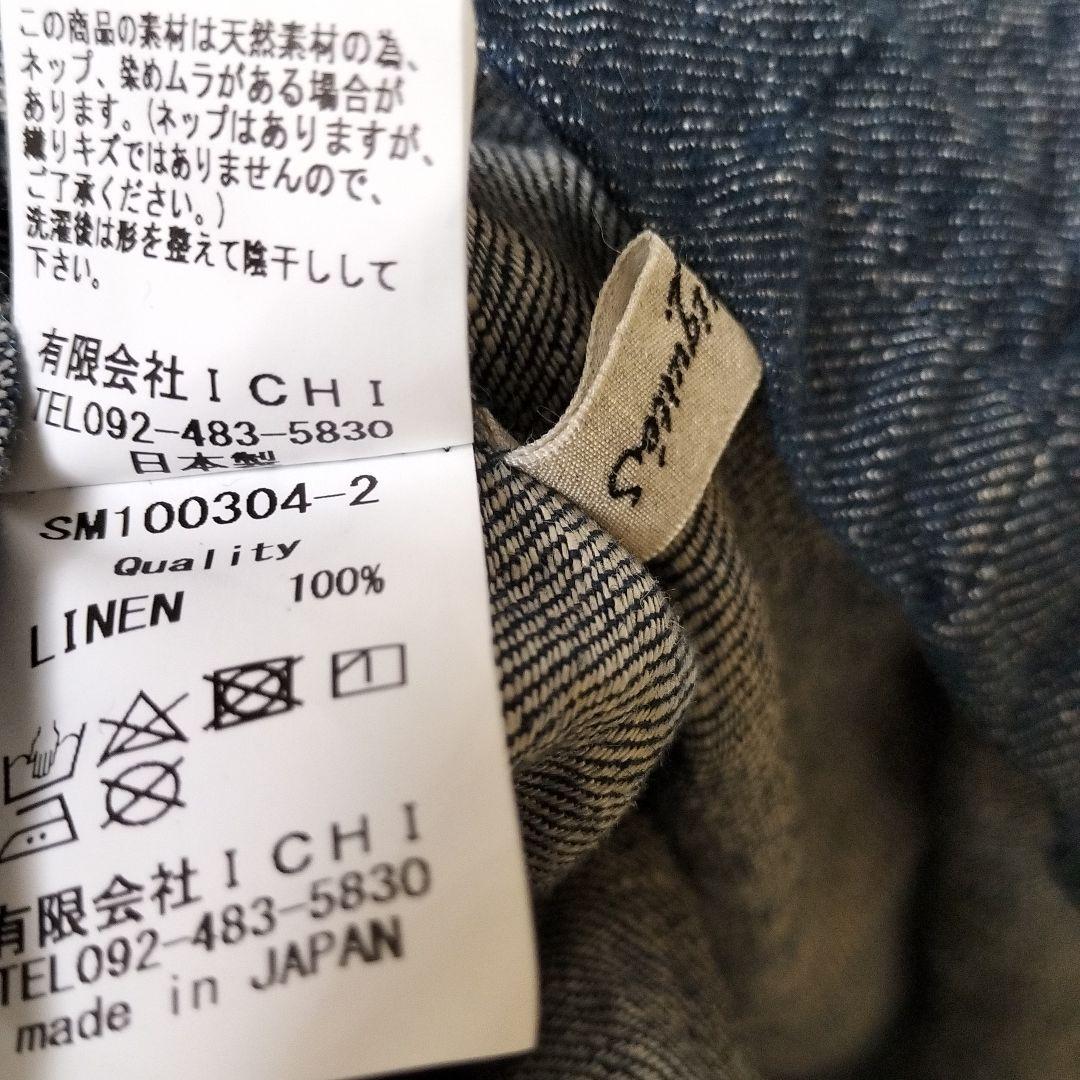 この商品の素材は天然素材の為、
ネップ、染めムラがある場合が
あります。(ネップはありますが、
織りキズではありませんので、
ご了承ください。)
洗濯後は形を整えて陰干しして
下さい。
有限会社ICHI
TEL092-483-5830
日本製
SM100304-2
Quality
LINEN 100%
有限会社ICHI
TEL092-483-5830
made in JAPAN